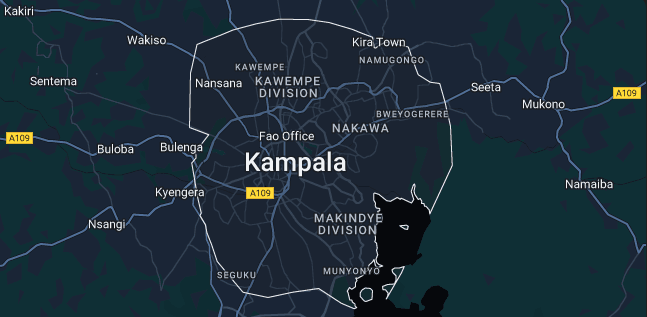 Kakiri
Wakiso
Kira Town
KAWEMPE
NAMUGONGO
Sentema
Nansana
KAWEMPE
DIVISION
Seeta
A109
Mukono
BWEYOGERERE
NAKAWA
A109
Fao Office
Buloba
Bulenga
Kampala
Kyengera
A109
Namaiba
Nsangi
MAKINDYE
DIVISION
SEGUKU
MUNYONYO